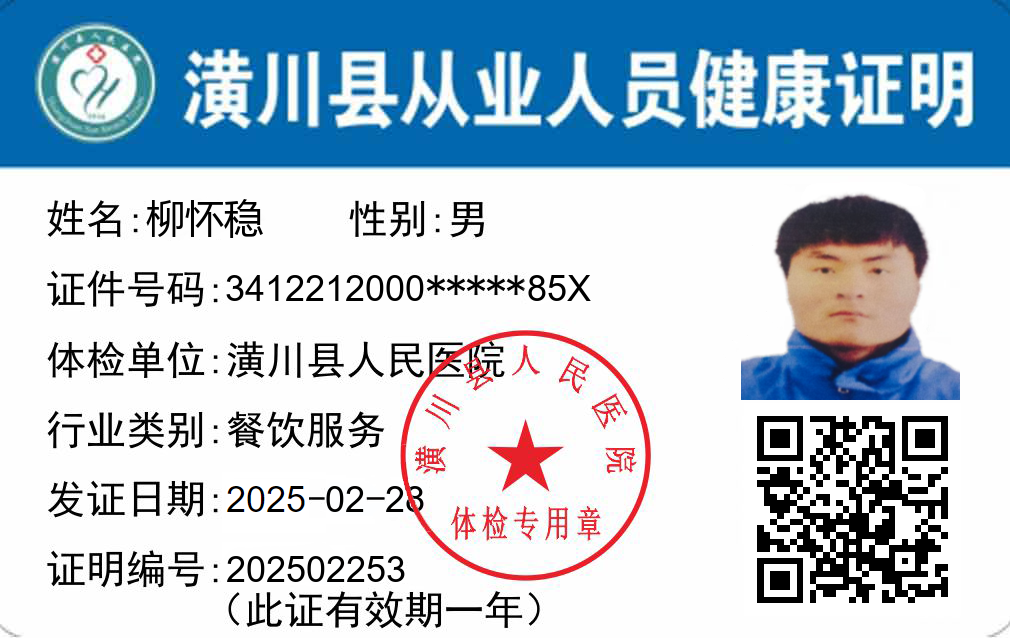 潢川县从业人员健康证明
姓名:柳怀稳 性别:男
证件号码:3412212000*****85X
体检单位:潢川县人民医院
行业类别:餐饮服务
发证日期:2025-02-28
证明编号:202502253
（此证有效期一年）
潢川县人民医院
体检专用章